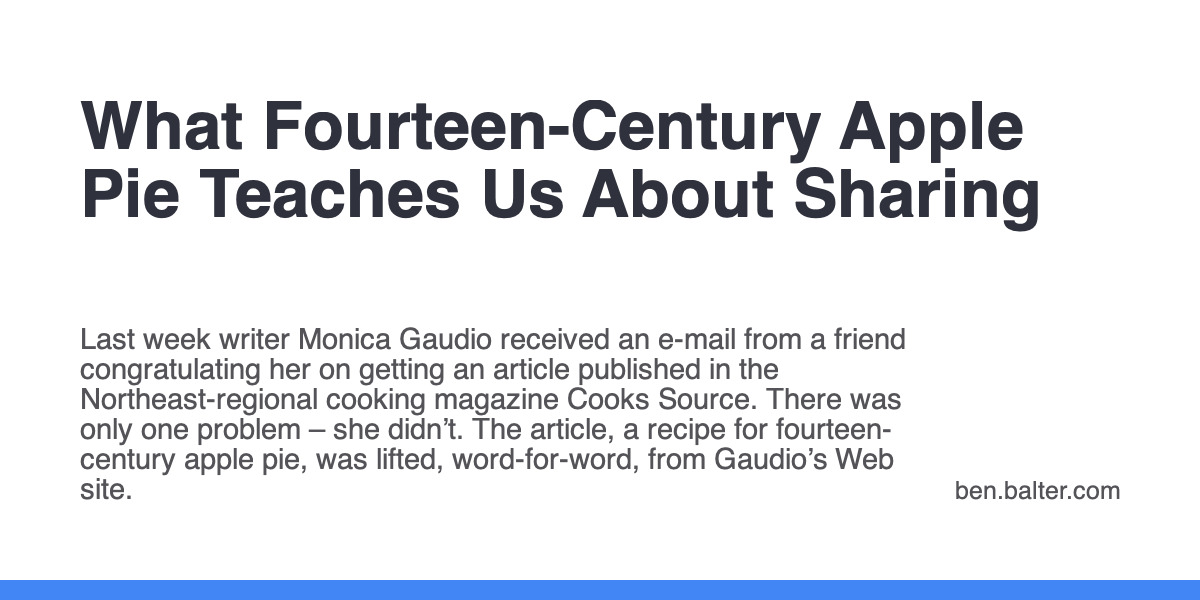 What Fourteen-Century Apple
Pie Teaches Us About Sharing
Last week writer Monica Gaudio received an e-mail from a friend
congratulating her on getting an article published in the
Northeast-regional cooking magazine Cooks Source. There was
only one problem – she didn’t. The article, a recipe for fourteen-
century apple pie, was lifted, word-for-word, from Gaudio’s Web
site.
ben.balter.com